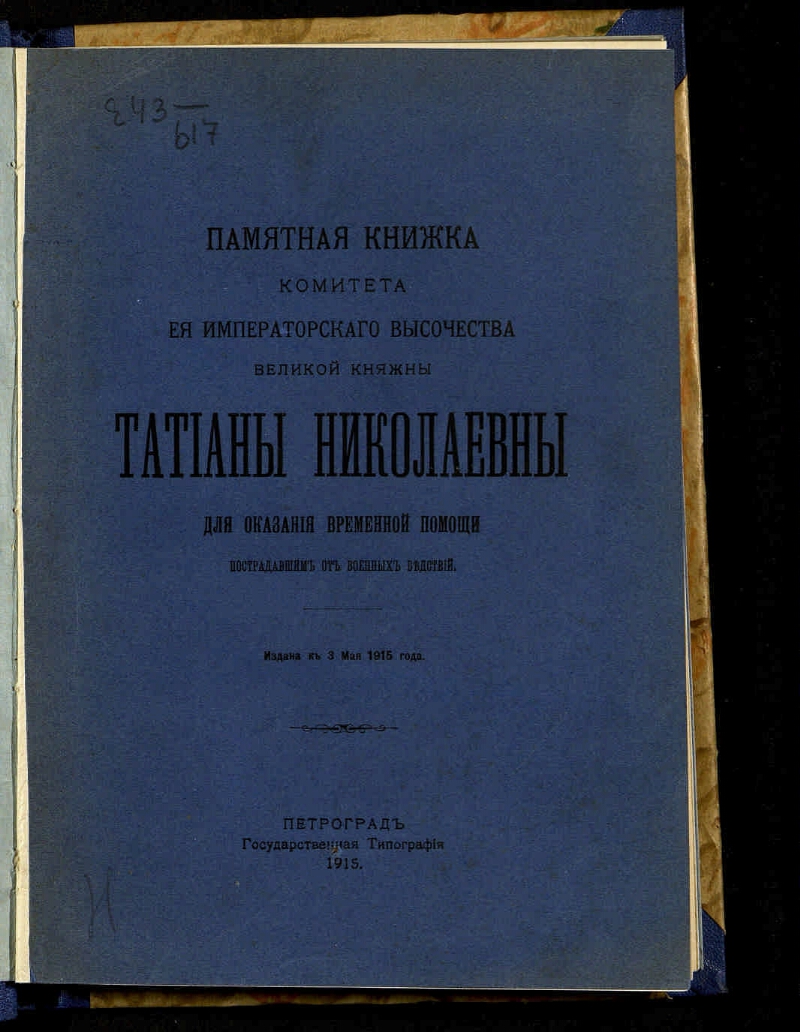 243
617
ПАМЯТНАЯ КНИЖКА
КОМИТЕТА
ЕЯ ИМПЕРАТОРСКАГО ВЫСОЧЕСТВА
ВЕЛИКОЙ КНЯЖНЫ
ТАТІАНЫ НИКОЛАЕВНЫ
ДЛЯ ОКАЗАНІЯ ВРЕМЕННОЙ ПОМОЩИ
ПОСТРАДАВШИМЪ ОТЪ ВОЕННЫХЪ БѢДСТВІЙ.
Издана къ 3 Мая 1915 года.
ПЕТРОГРАДЪ
Государственная Типографія
1915.